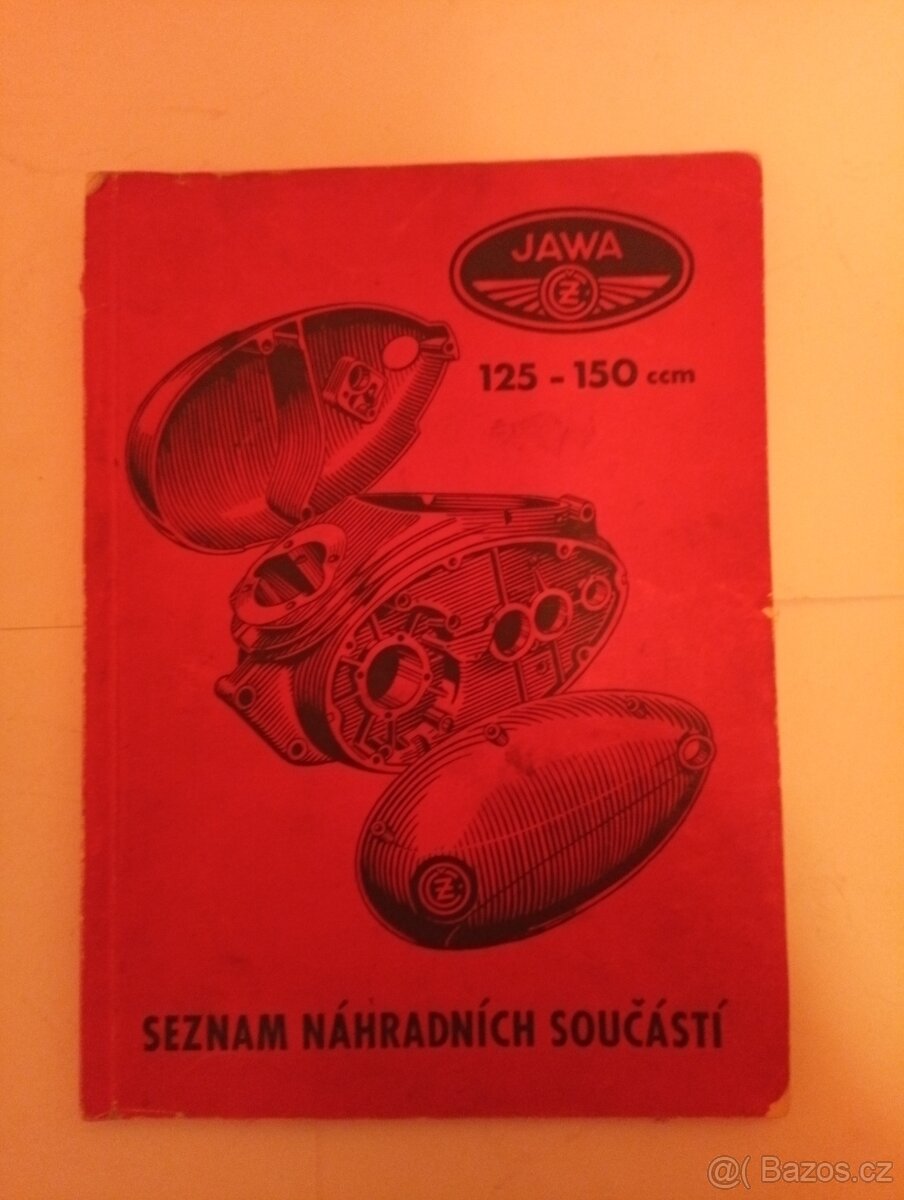 JAWA
ČZ
125 - 150 ccm
ČZ
SEZNAM NÁHRADNÍCH SOUČÁSTÍ
@( Bazos.cz